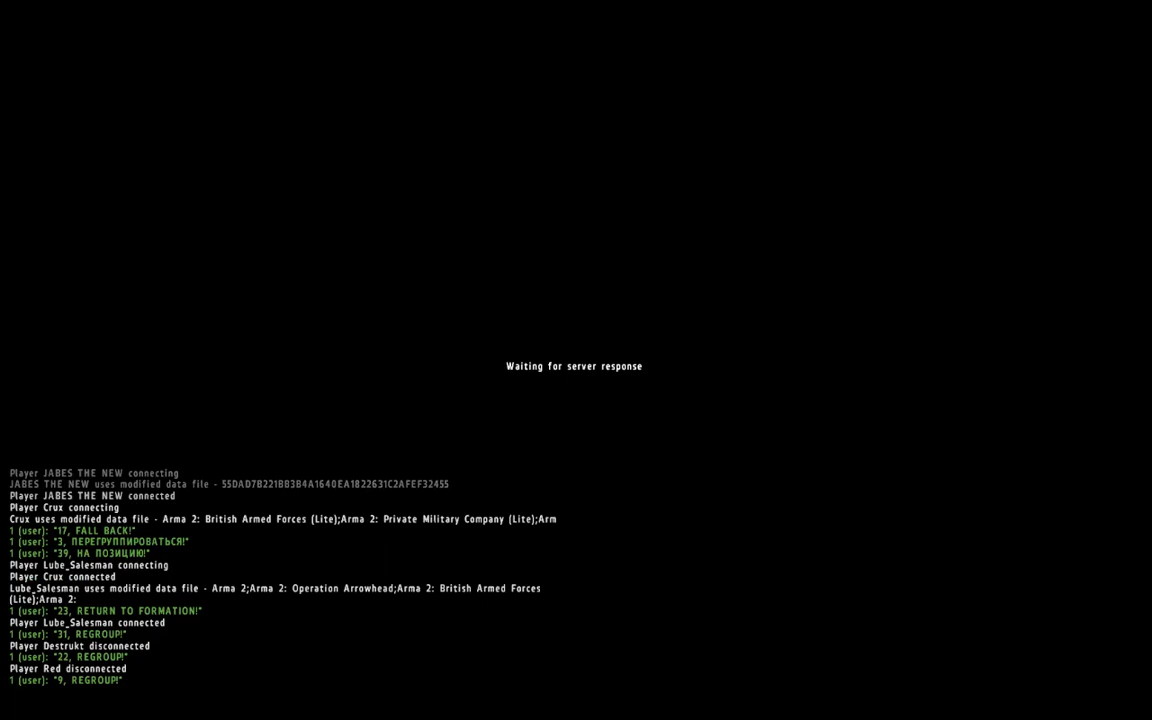 Waiting for server response
Player JABES THE NEW connecting
JABES THE NEW uses modified data file - 55DAD7B221BB3B4A1640EA1822631C2AFEF32455
Player JABES THE NEW connected
Player Crux connecting
Crux uses modified data file - Arma 2: British Armed Forces (Lite);Arma 2: Private Military Company (Lite);Arm
1 (user): "17, FALL BACK!"
1 (user): "3, ПЕРЕГРУППИРОВАТЬСЯ!"
1 (user): "39, НА ПОЗИЦИЮ!"
Player Lube_Salesman connecting
Player Crux connected
Lube_Salesman uses modified data file - Arma 2;Arma 2: Operation Arrowhead;Arma 2: British Armed Forces
(Lite);Arma 2:
1 (user): "23, RETURN TO FORMATION!"
Player Lube_Salesman connected
1 (user): "31, REGROUP!"
Player Destrukt disconnected
1 (user): "22, REGROUP!"
Player Red disconnected
1 (user): "9, REGROUP!"